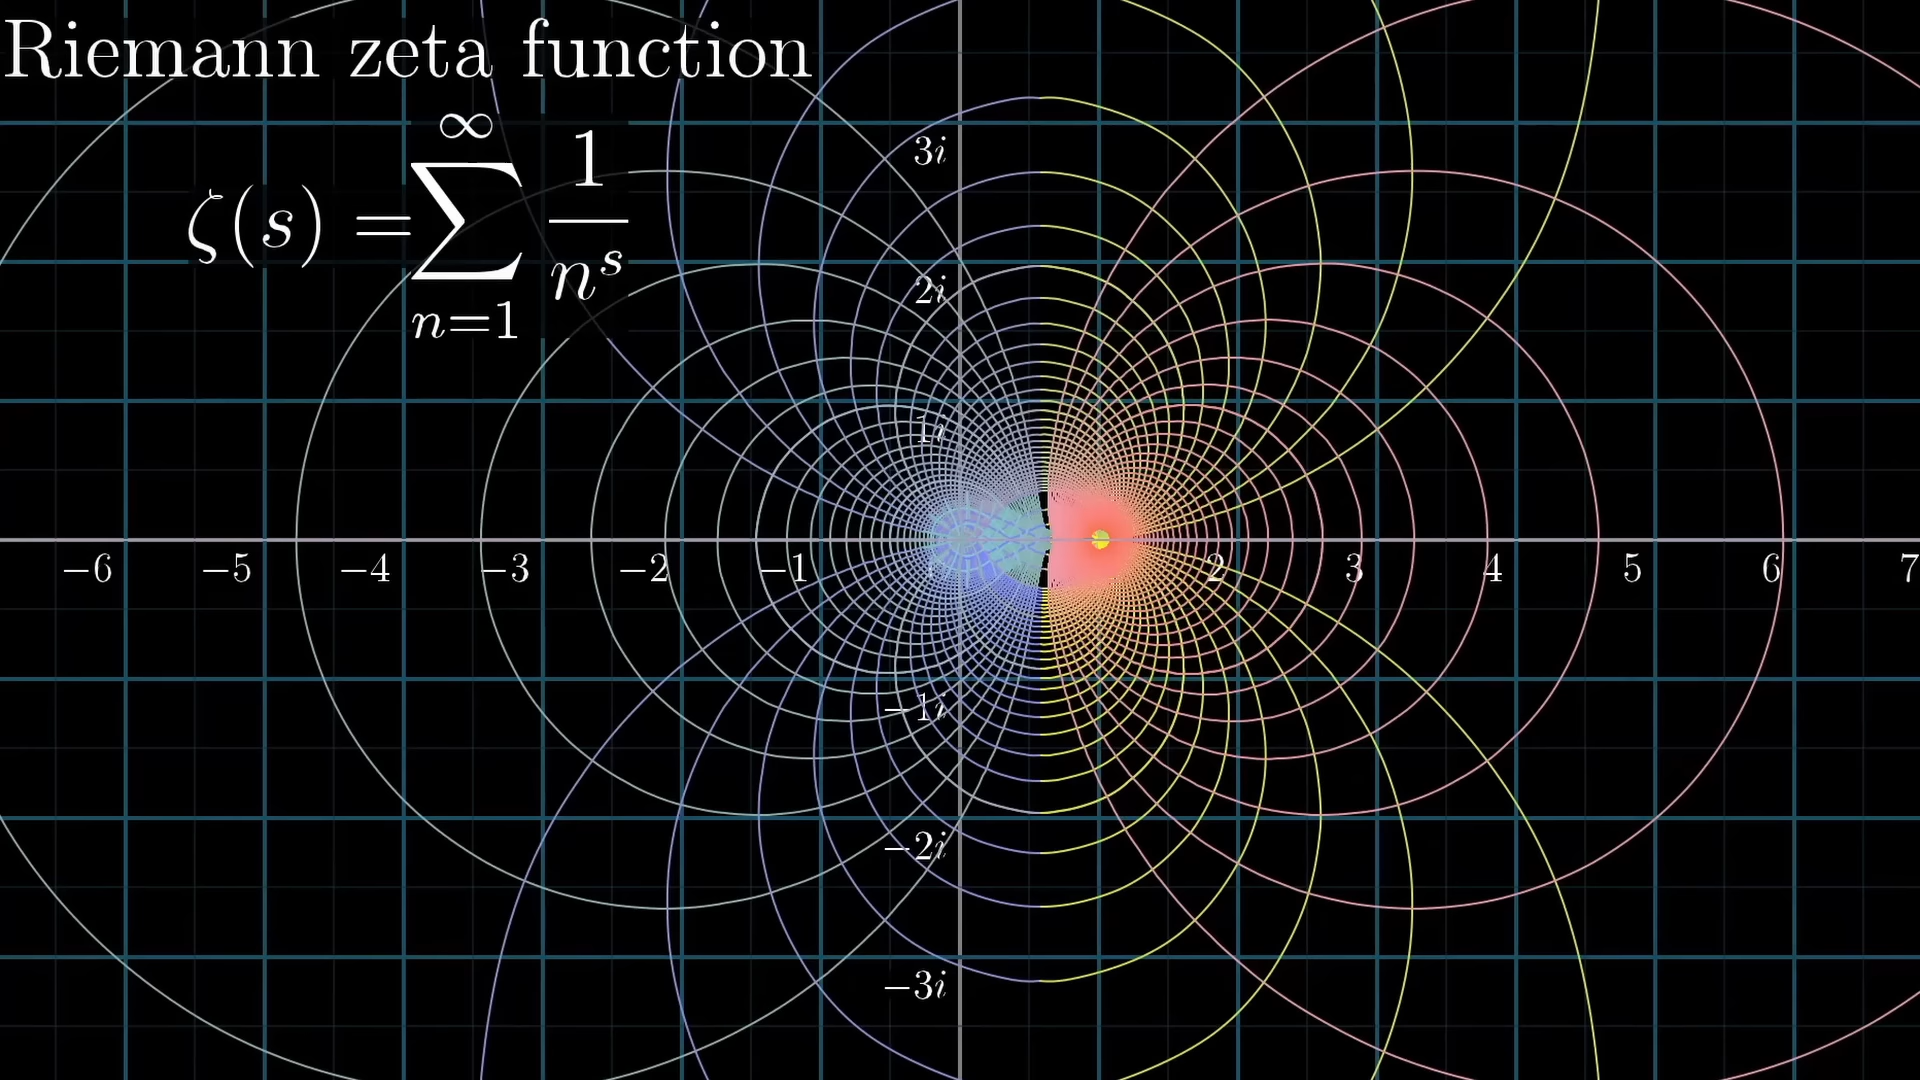 Riemann zeta function
ζ(s) = ∞ ∑ n=1 1/n^s
3i
2i
1i
−6 −5 −4 −3 −2 −1 2 3 4 5 6 7
−1i
−2i
−3i